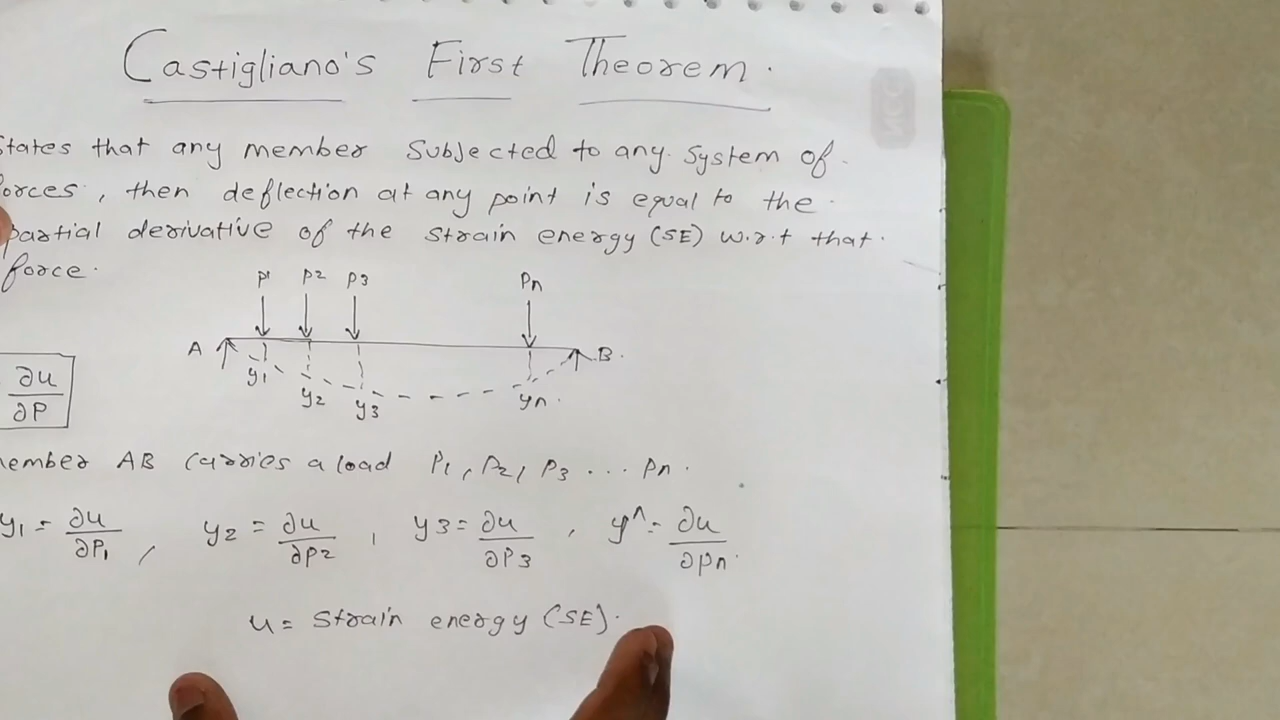 Castigliano's First Theorem.
States that any member subjected to any system of
forces, then deflection at any point is equal to the
partial derivative of the strain energy (SE) w.r.t that.
force.
P1 P2 P3 Pn
A B.
y1 y2 y3 yn.
∂u/∂P
member AB carries a load P1, P2, P3 ... Pn.
y1 = ∂u/∂P1, y2 = ∂u/∂P2, y3 = ∂u/∂P3, yn = ∂u/∂Pn.
u = strain energy (SE).